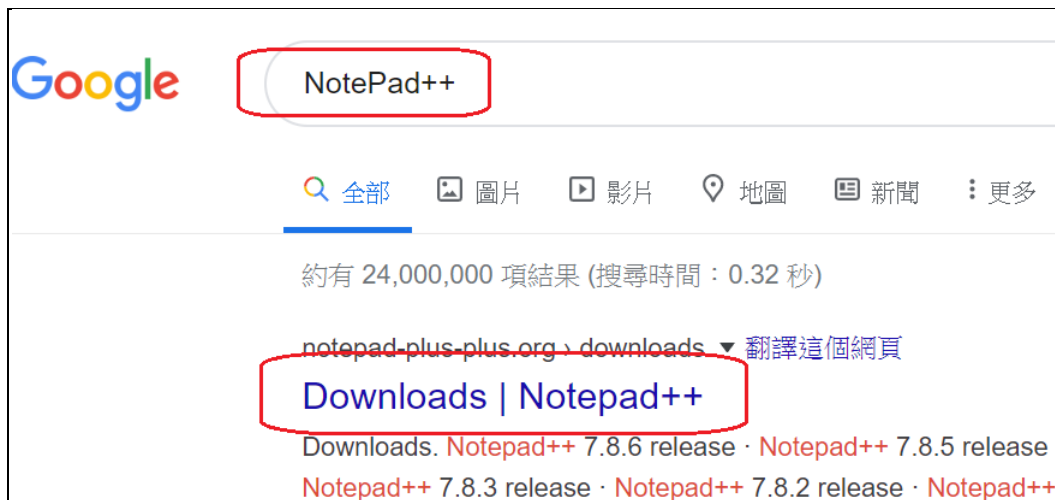 Google
NotePad++
全部 圖片 影片 地圖 新聞 更多
約有 24,000,000 項結果 (搜尋時間：0.32 秒)
notepad-plus-plus.org › downloads ▼ 翻譯這個網頁
Downloads | Notepad++
Downloads. Notepad++ 7.8.6 release · Notepad++ 7.8.5 release
Notepad++ 7.8.3 release · Notepad++ 7.8.2 release · Notepad++